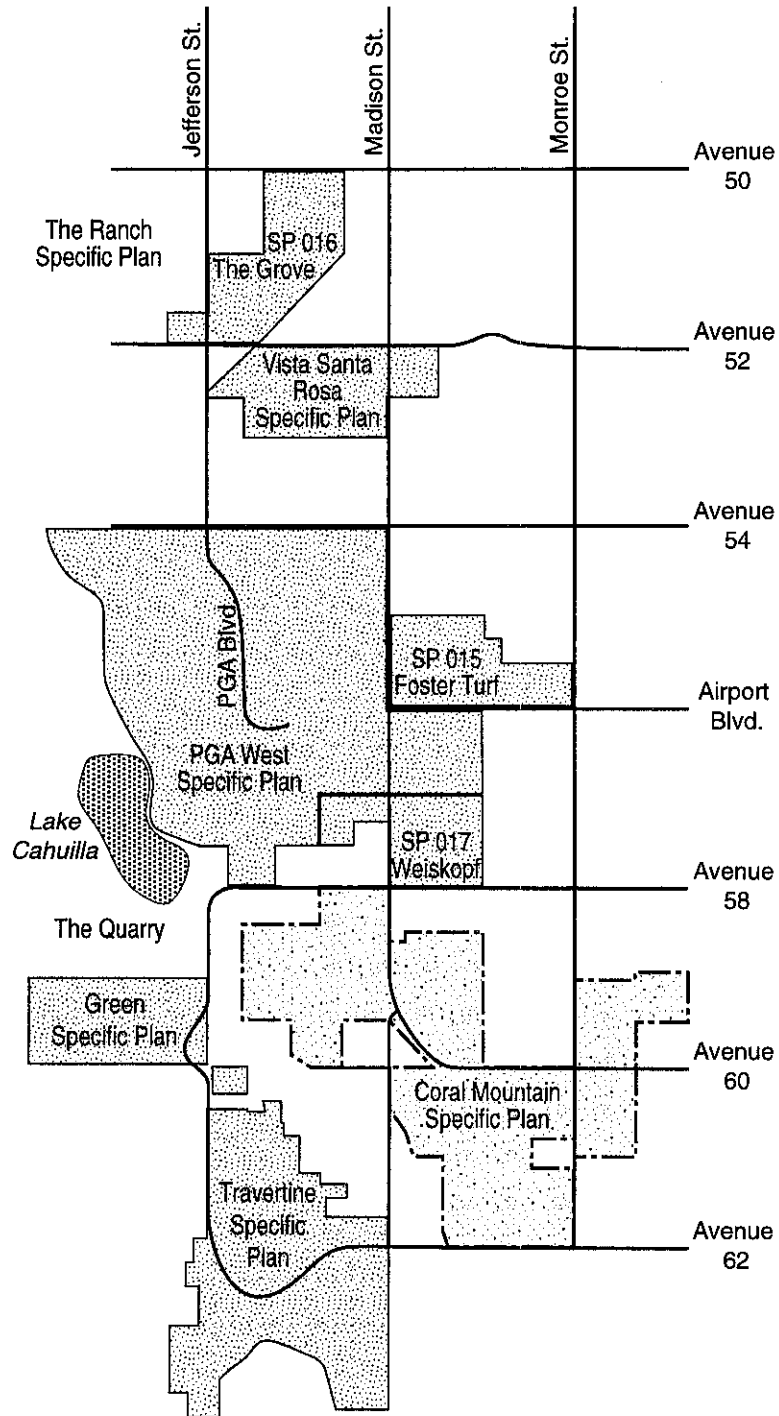 Jefferson St.
Madison St.
Monroe St.
Avenue
50
The Ranch
Specific Plan
SP 016
The Grove
Avenue
52
Vista Santa
Rosa
Specific Plan
Avenue
54
PGA Blvd.
SP 015
Foster Turf
Airport
Blvd.
PGA West
Specific Plan
Lake
Cahuilla
SP 017
Weiskopf
Avenue
58
The Quarry
Green
Specific Plan
Avenue
60
Coral Mountain
Specific Plan
Travertine
Specific
Plan
Avenue
62